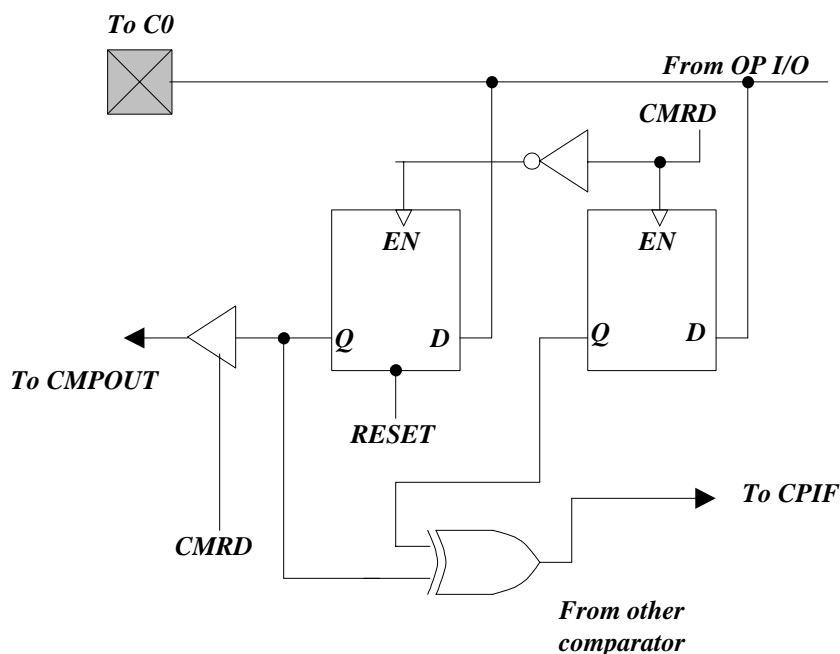 To C0
From OP I/O
CMRD
EN
EN
Q
D
Q
D
To CMPOUT
RESET
To CPIF
CMRD
From other
comparator